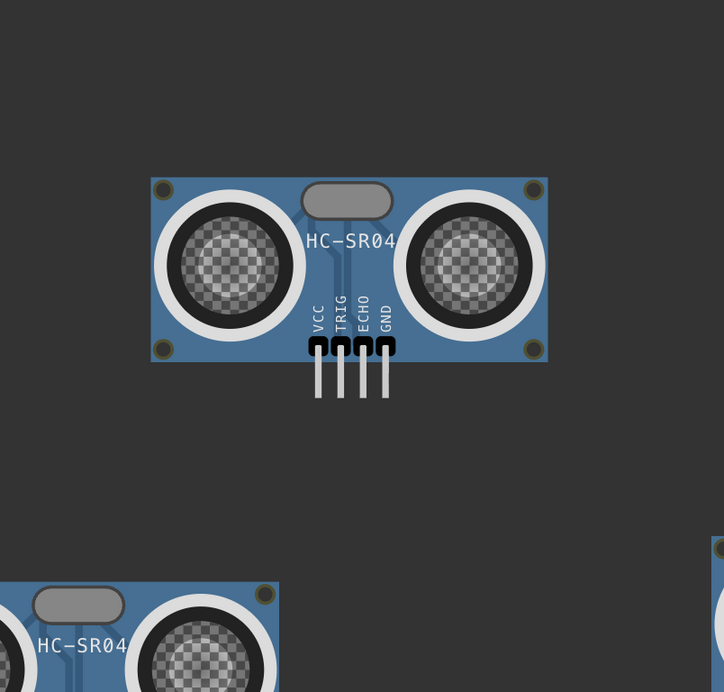 HC-SR04
VCC
TRIG
ECHO
GND
HC-SR04